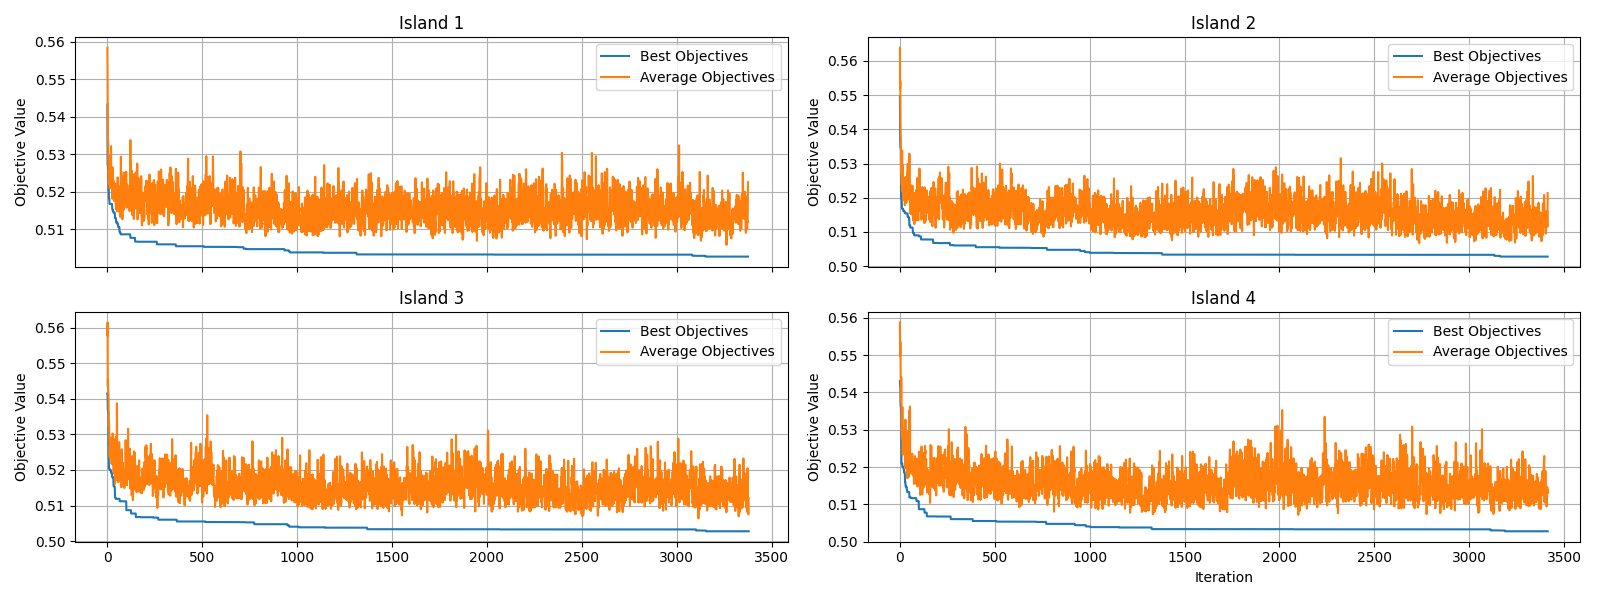 Island 1
Objective Value
0.56
0.55
0.54
0.53
0.52
0.51
Best Objectives
Average Objectives
Island 2
Objective Value
0.56
0.55
0.54
0.53
0.52
0.51
0.50
Best Objectives
Average Objectives
Island 3
Objective Value
0.56
0.55
0.54
0.53
0.52
0.51
0.50
Best Objectives
Average Objectives
0 500 1000 1500 2000 2500 3000 3500
Island 4
Objective Value
0.56
0.55
0.54
0.53
0.52
0.51
0.50
Best Objectives
Average Objectives
0 500 1000 1500 2000 2500 3000 3500
Iteration